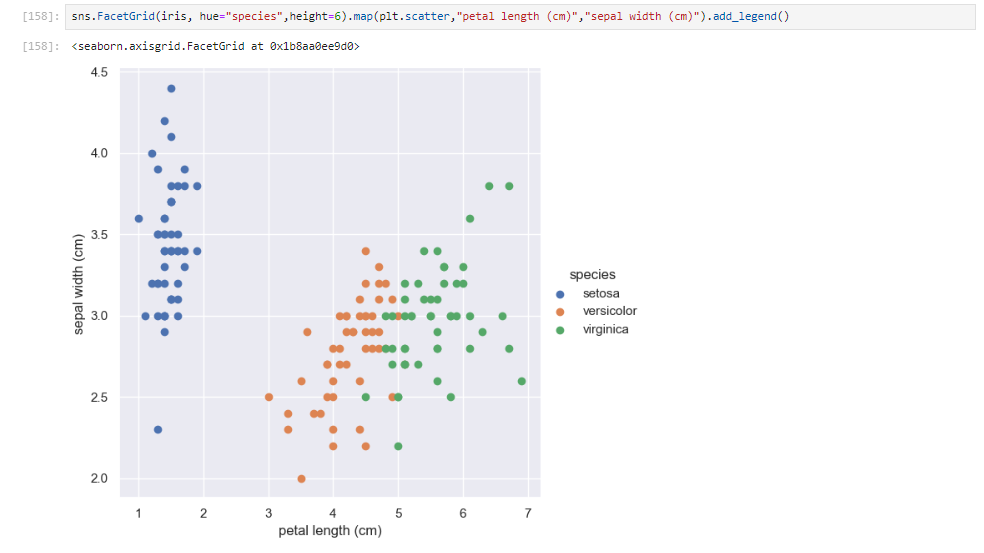 [158]: sns.FacetGrid(iris, hue="species",height=6).map(plt.scatter,"petal length (cm)","sepal width (cm)").add_legend()
[158]: <seaborn.axisgrid.FacetGrid at 0x1b8aa0ee9d0>
4.5
4.0
3.5
3.0
2.5
2.0
sepal width (cm)
1 2 3 4 5 6 7
petal length (cm)
species
setosa
versicolor
virginica